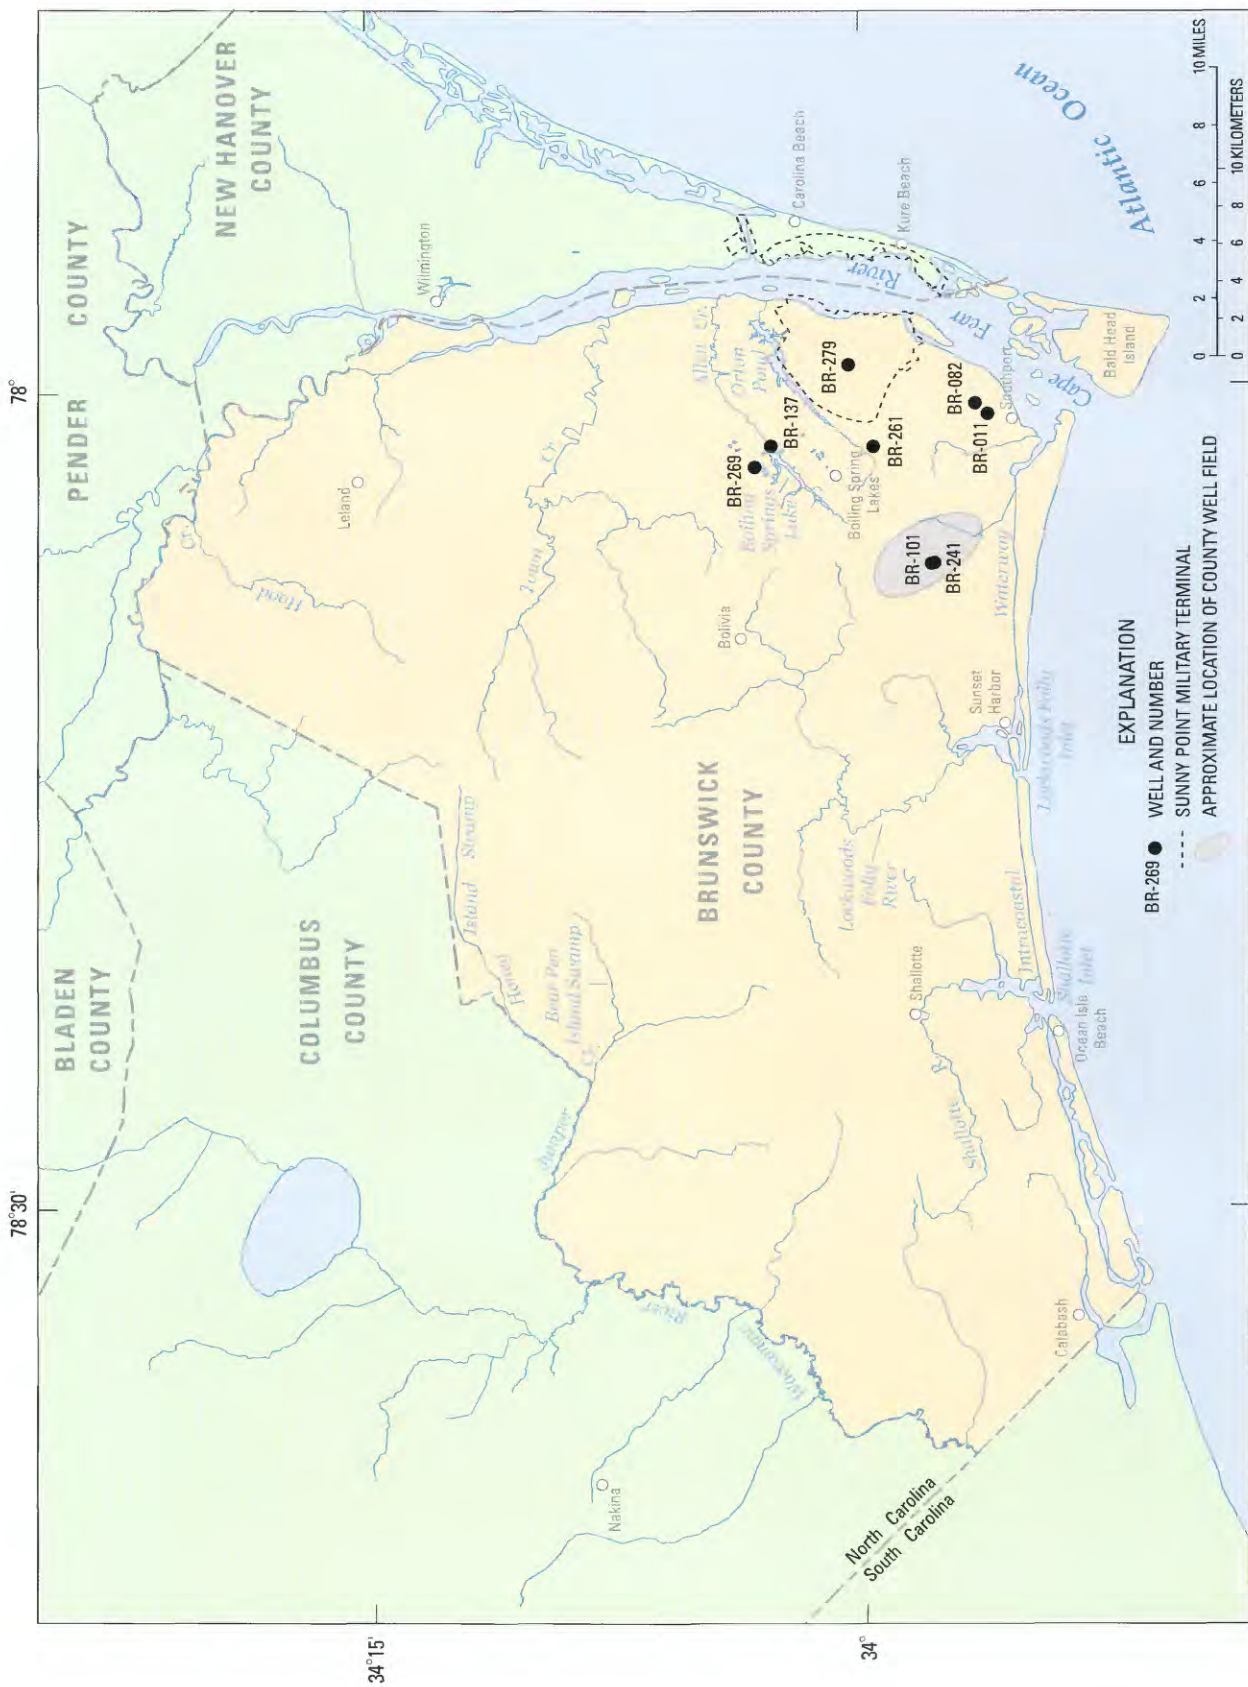 78°30'
78°
34°15'
34°
BLADEN
COUNTY
PENDER COUNTY
NEW HANOVER
COUNTY
COLUMBUS
COUNTY
BRUNSWICK
COUNTY
Hood Cr.
Leland
Wilmington
Island Swamp
Honey
Bear Pen
Island Swamp
Juniper Cr.
Town Cr.
Allen Cr.
Orton
Pond
Boiling
Springs
Lake
BR-269
BR-137
BR-279
BR-261
Boiling Spring
Lakes
Carolina Beach
Kure Beach
River
Fear
Cape
BR-082
BR-011
Southport
Bald Head
Island
BR-101
BR-241
Bolivia
Nakina
River
Waccamaw
Lockwoods
Folly
River
Shallotte
Shallotte
Sunset
Harbor
Intracoastal
Waterway
Lockwoods Folly
Inlet
Shallotte
Inlet
Ocean Isle
Beach
Calabash
North Carolina
South Carolina
Atlantic Ocean
EXPLANATION
BR-269 WELL AND NUMBER
SUNNY POINT MILITARY TERMINAL
APPROXIMATE LOCATION OF COUNTY WELL FIELD
0 2 4 6 8 10 MILES
0 2 4 6 8 10 KILOMETERS